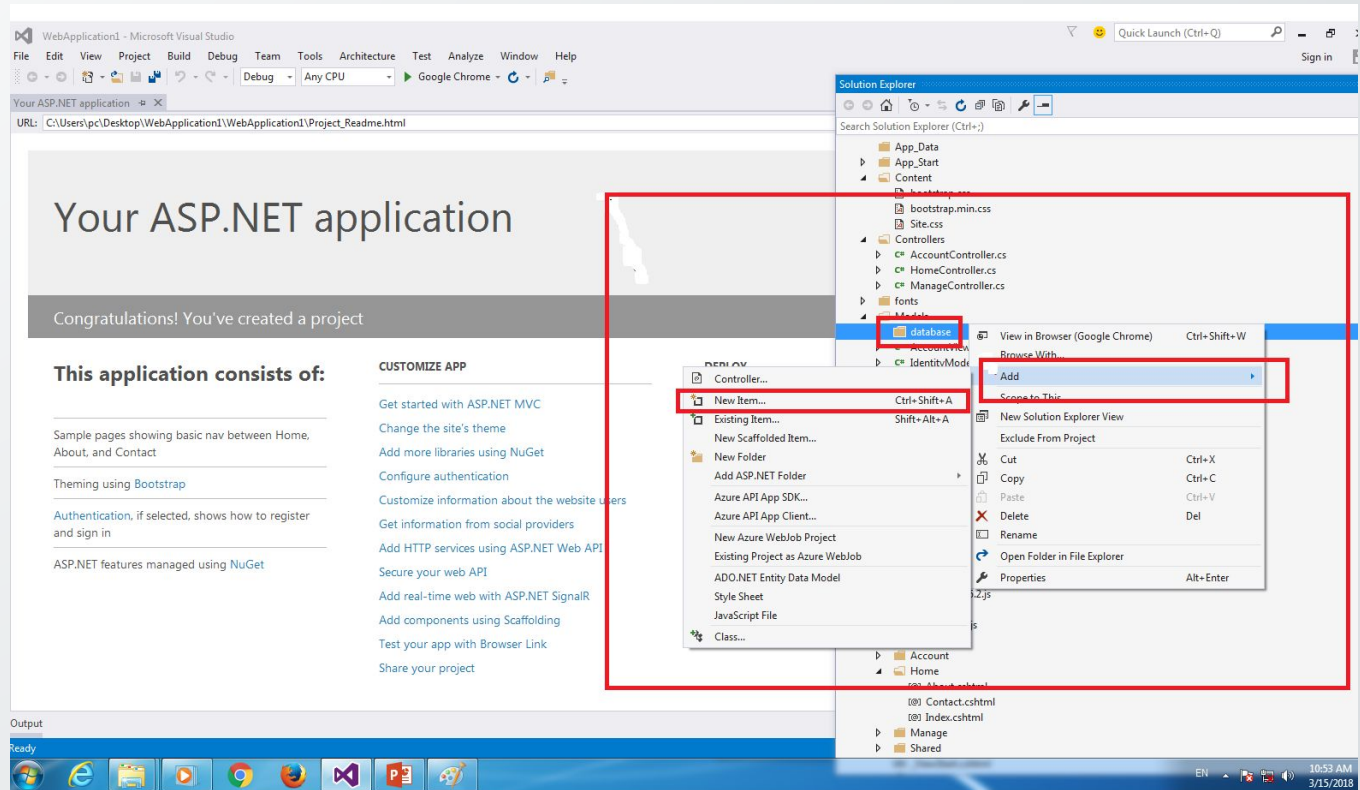 WebApplication1 - Microsoft Visual Studio
Quick Launch (Ctrl+Q)
File Edit View Project Build Debug Team Tools Architecture Test Analyze Window Help
Sign in
Debug Any CPU Google Chrome
Your ASP.NET application
URL: C:\Users\pc\Desktop\WebApplication1\WebApplication1\Project_Readme.html
Your ASP.NET application
Congratulations! You've created a project
This application consists of:
Sample pages showing basic nav between Home,
About, and Contact
Theming using Bootstrap
Authentication, if selected, shows how to register
and sign in
ASP.NET features managed using NuGet
CUSTOMIZE APP
Get started with ASP.NET MVC
Change the site's theme
Add more libraries using NuGet
Configure authentication
Customize information about the website users
Get information from social providers
Add HTTP services using ASP.NET Web API
Secure your web API
Add real-time web with ASP.NET SignalR
Add components using Scaffolding
Test your app with Browser Link
Share your project
DEPLOY
Solution Explorer
Search Solution Explorer (Ctrl+;)
App_Data
App_Start
Content
bootstrap.css
bootstrap.min.css
Site.css
Controllers
C# AccountController.cs
C# HomeController.cs
C# ManageController.cs
fonts
Models
database
AccountView
C# IdentityMode
Controller...
New Item... Ctrl+Shift+A
Existing Item... Shift+Alt+A
New Scaffolded Item...
New Folder
Add ASP.NET Folder
Azure API App SDK...
Azure API App Client...
New Azure WebJob Project
Existing Project as Azure WebJob
ADO.NET Entity Data Model
Style Sheet
JavaScript File
Class...
View in Browser (Google Chrome) Ctrl+Shift+W
Browse With...
Add
Scope to This
New Solution Explorer View
Exclude From Project
Cut Ctrl+X
Copy Ctrl+C
Paste Ctrl+V
Delete Del
Rename
Open Folder in File Explorer
Properties Alt+Enter
.2.js
js
Account
Home
[@] About.cshtml
[@] Contact.cshtml
[@] Index.cshtml
Manage
Shared
Output
Ready
EN
10:53 AM
3/15/2018